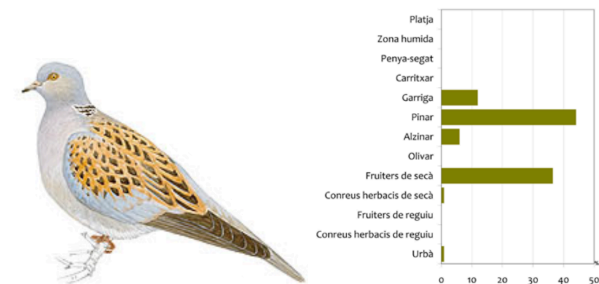 Platja
Zona humida
Penya-segat
Carritxar
Garriga
Pinar
Alzinar
Olivar
Fruiters de secà
Conreus herbacis de secà
Fruiters de reguiu
Conreus herbacis de reguiu
Urbà
0 10 20 30 40 50
%